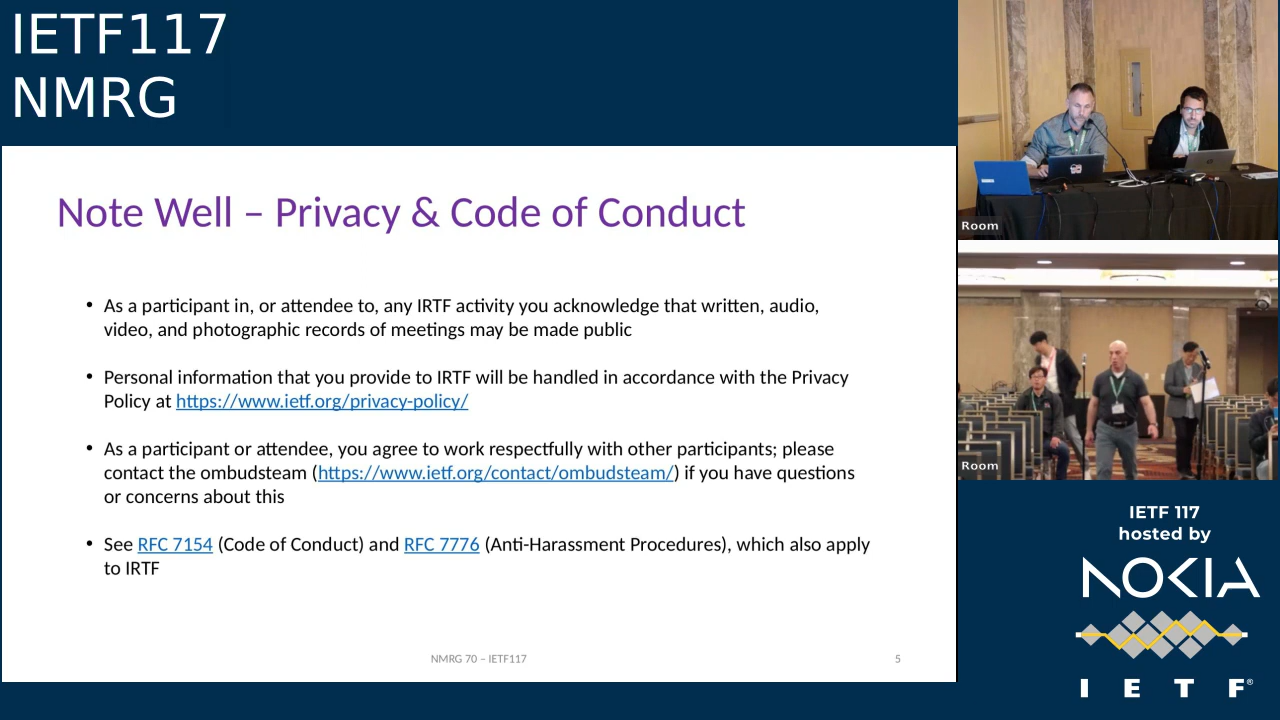 IETF117
NMRG
Note Well – Privacy & Code of Conduct
• As a participant in, or attendee to, any IRTF activity you acknowledge that written, audio,
video, and photographic records of meetings may be made public
• Personal information that you provide to IRTF will be handled in accordance with the Privacy
Policy at https://www.ietf.org/privacy-policy/
• As a participant or attendee, you agree to work respectfully with other participants; please
contact the ombudsteam (https://www.ietf.org/contact/ombudsteam/) if you have questions
or concerns about this
• See RFC 7154 (Code of Conduct) and RFC 7776 (Anti-Harassment Procedures), which also apply
to IRTF
NMRG 70 – IETF117
5
Room
Room
IETF 117
hosted by
NOKIA
I E T F®